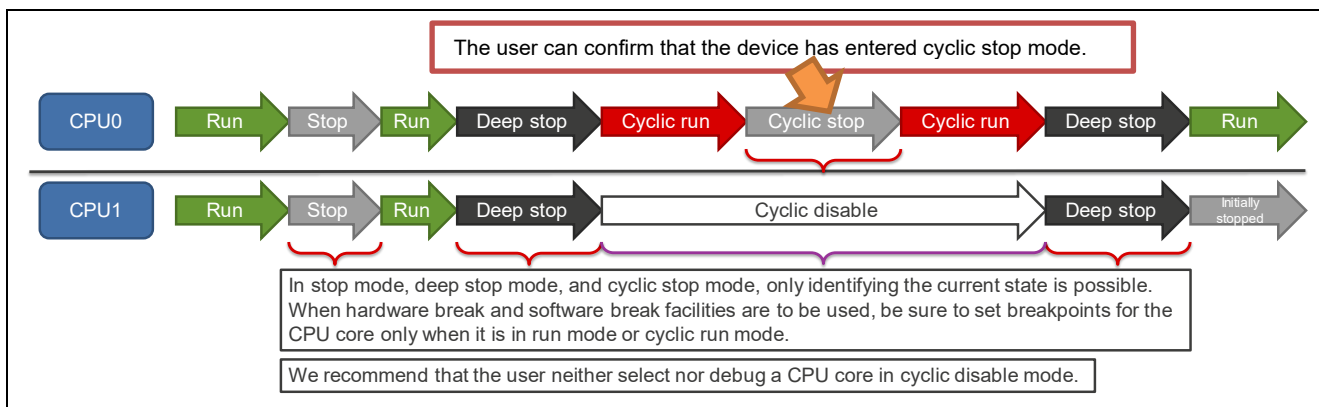 The user can confirm that the device has entered cyclic stop mode.
CPU0 Run Stop Run Deep stop Cyclic run Cyclic stop Cyclic run Deep stop Run
CPU1 Run Stop Run Deep stop Cyclic disable Deep stop Initially
stopped
In stop mode, deep stop mode, and cyclic stop mode, only identifying the current state is possible.
When hardware break and software break facilities are to be used, be sure to set breakpoints for the
CPU core only when it is in run mode or cyclic run mode.
We recommend that the user neither select nor debug a CPU core in cyclic disable mode.